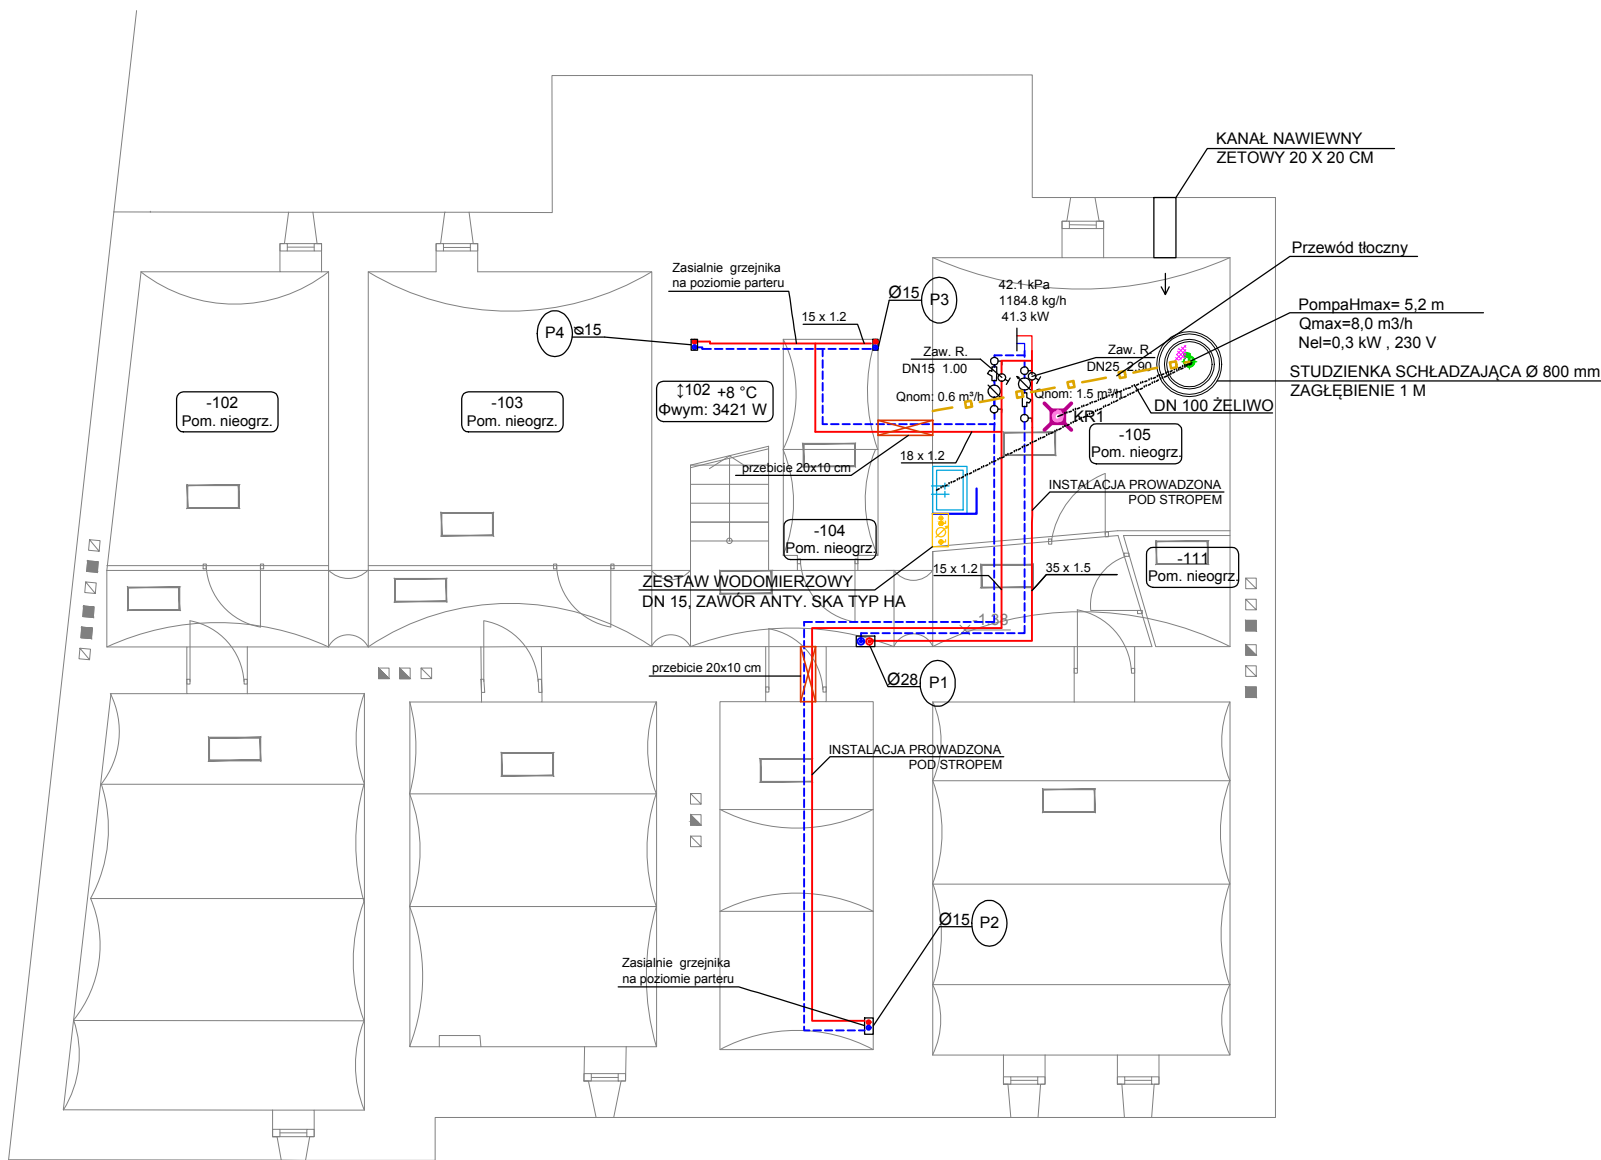 KANAŁ NAWIEWNY
ZETOWY 20 X 20 CM
Przewód tłoczny
Zasialnie grzejnika
na poziomie parteru
Ø15
P3
42.1 kPa
1184.8 kg/h
41.3 kW
PompaHmax= 5,2 m
Qmax=8,0 m3/h
Nel=0,3 kW , 230 V
P4
ø15
15 x 1.2
Zaw. R.
DN15 1.00
Zaw. R.
DN25 2.90
STUDZIENKA SCHŁADZAJĄCA Ø 800 mm
ZAGŁĘBIENIE 1 M
-102
Pom. nieogrz.
-103
Pom. nieogrz.
↕102 +8 °C
Φwym: 3421 W
Qnom: 0.6 m³/h
Qnom: 1.5 m³/h
DN 100 ŻELIWO
KR1
-105
Pom. nieogrz.
18 x 1.2
przebicie 20x10 cm
INSTALACJA PROWADZONA
POD STROPEM
-104
Pom. nieogrz.
-111
Pom. nieogrz.
ZESTAW WODOMIERZOWY
DN 15, ZAWÓR ANTY. SKA TYP HA
15 x 1.2
35 x 1.5
przebicie 20x10 cm
Ø28
P1
INSTALACJA PROWADZONA
POD STROPEM
Ø15
P2
Zasialnie grzejnika
na poziomie parteru